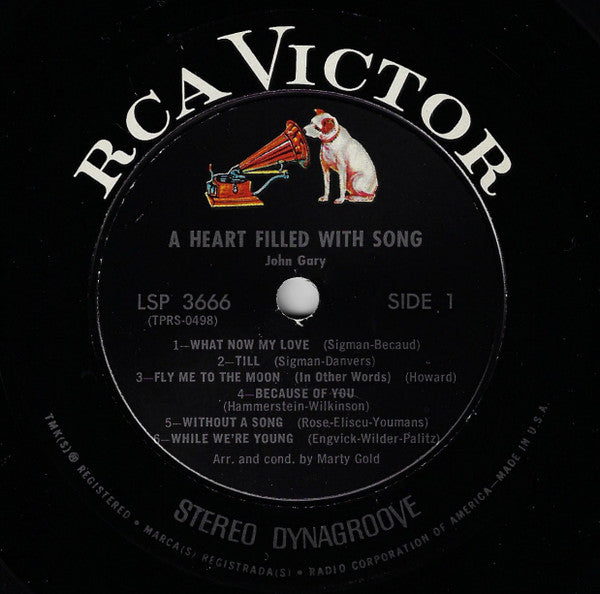 RCA VICTOR
A HEART FILLED WITH SONG
John Gary
LSP 3666 SIDE 1
(TPRS-0498)
1—WHAT NOW MY LOVE (Sigman-Becaud)
2—TILL (Sigman-Danvers)
3—FLY ME TO THE MOON (In Other Words) (Howard)
4—BECAUSE OF YOU
(Hammerstein-Wilkinson)
5—WITHOUT A SONG (Rose-Eliscu-Youmans)
6—WHILE WE'RE YOUNG (Engvick-Wilder-Palitz)
Arr. and cond. by Marty Gold
STEREO DYNAGROOVE
TMK(S) ® REGISTERED • MARCA(S) REGISTRADA(S) • RADIO CORPORATION OF AMERICA—MADE IN U.S.A.